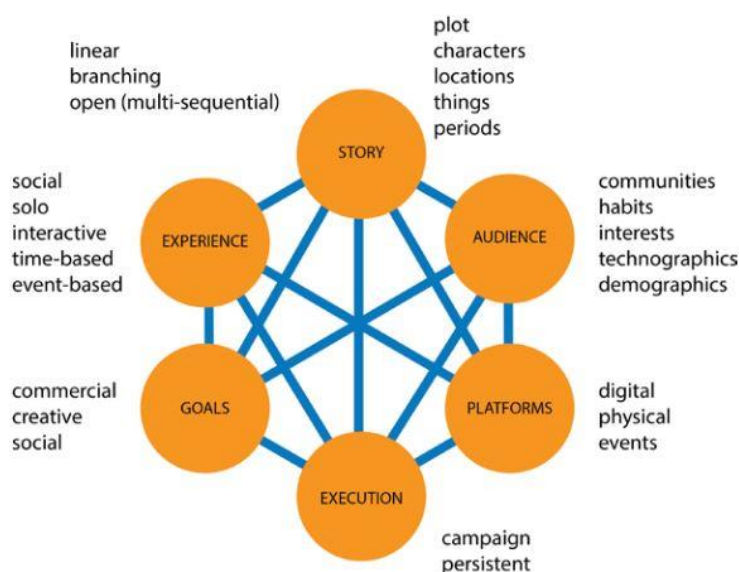 linear
branching
open (multi-sequential)
plot
characters
locations
things
periods
STORY
social
solo
interactive
time-based
event-based
EXPERIENCE
AUDIENCE
communities
habits
interests
technographics
demographics
commercial
creative
social
GOALS
PLATFORMS
digital
physical
events
EXECUTION
campaign
persistent